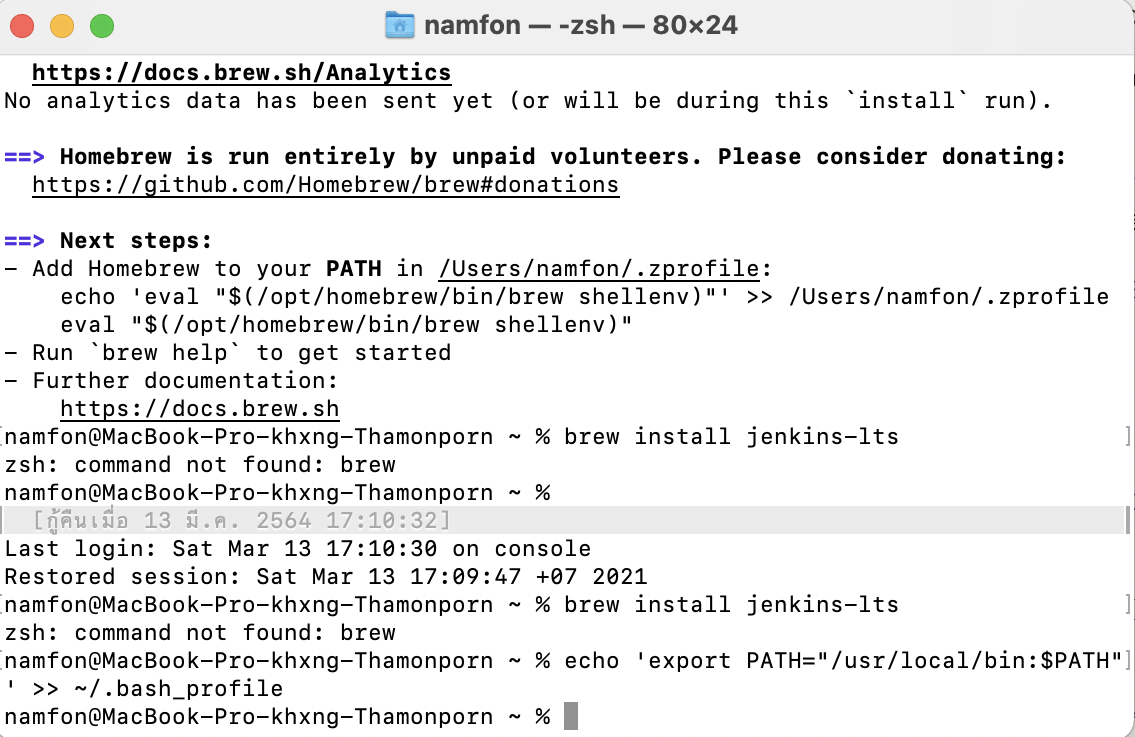 namfon — -zsh — 80×24
https://docs.brew.sh/Analytics
No analytics data has been sent yet (or will be during this `install` run).
==> Homebrew is run entirely by unpaid volunteers. Please consider donating:
https://github.com/Homebrew/brew#donations
==> Next steps:
- Add Homebrew to your PATH in /Users/namfon/.zprofile:
echo 'eval "$(/opt/homebrew/bin/brew shellenv)"' >> /Users/namfon/.zprofile
eval "$(/opt/homebrew/bin/brew shellenv)"
- Run `brew help` to get started
- Further documentation:
https://docs.brew.sh
[namfon@MacBook-Pro-khxng-Thamonporn ~ % brew install jenkins-lts ]
zsh: command not found: brew
namfon@MacBook-Pro-khxng-Thamonporn ~ %
[กู้คืนเมื่อ 13 มี.ค. 2564 17:10:32]
Last login: Sat Mar 13 17:10:30 on console
Restored session: Sat Mar 13 17:09:47 +07 2021
[namfon@MacBook-Pro-khxng-Thamonporn ~ % brew install jenkins-lts ]
zsh: command not found: brew
[namfon@MacBook-Pro-khxng-Thamonporn ~ % echo 'export PATH="/usr/local/bin:$PATH"]
' >> ~/.bash_profile
namfon@MacBook-Pro-khxng-Thamonporn ~ %